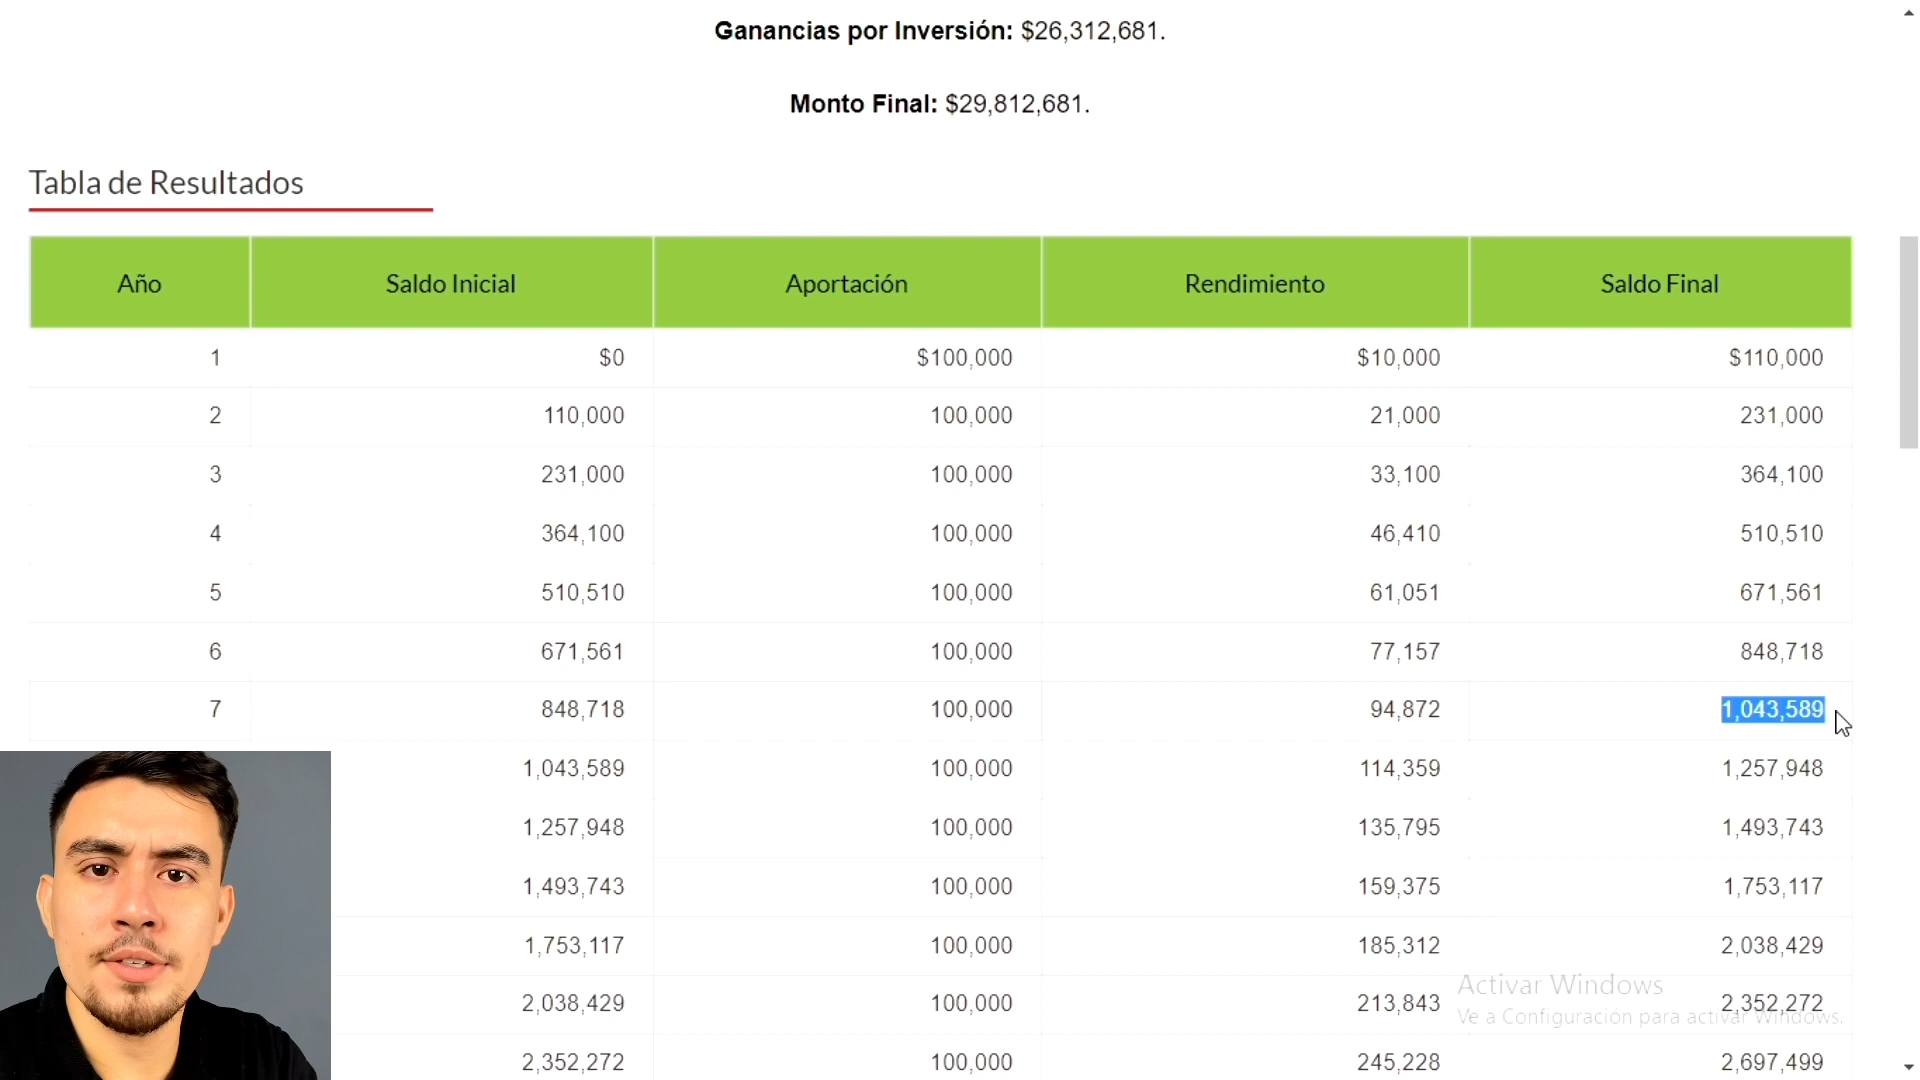 Ganancias por Inversión: $26,312,681.
Monto Final: $29,812,681.
Tabla de Resultados
Año Saldo Inicial Aportación Rendimiento Saldo Final
1 $0 $100,000 $10,000 $110,000
2 110,000 100,000 21,000 231,000
3 231,000 100,000 33,100 364,100
4 364,100 100,000 46,410 510,510
5 510,510 100,000 61,051 671,561
6 671,561 100,000 77,157 848,718
7 848,718 100,000 94,872 1,043,589
1,043,589 100,000 114,359 1,257,948
1,257,948 100,000 135,795 1,493,743
1,493,743 100,000 159,375 1,753,117
1,753,117 100,000 185,312 2,038,429
2,038,429 100,000 213,843 2,352,272
2,352,272 100,000 245,228 2,697,499
Activar Windows
Ve a Configuración para activar Windows.